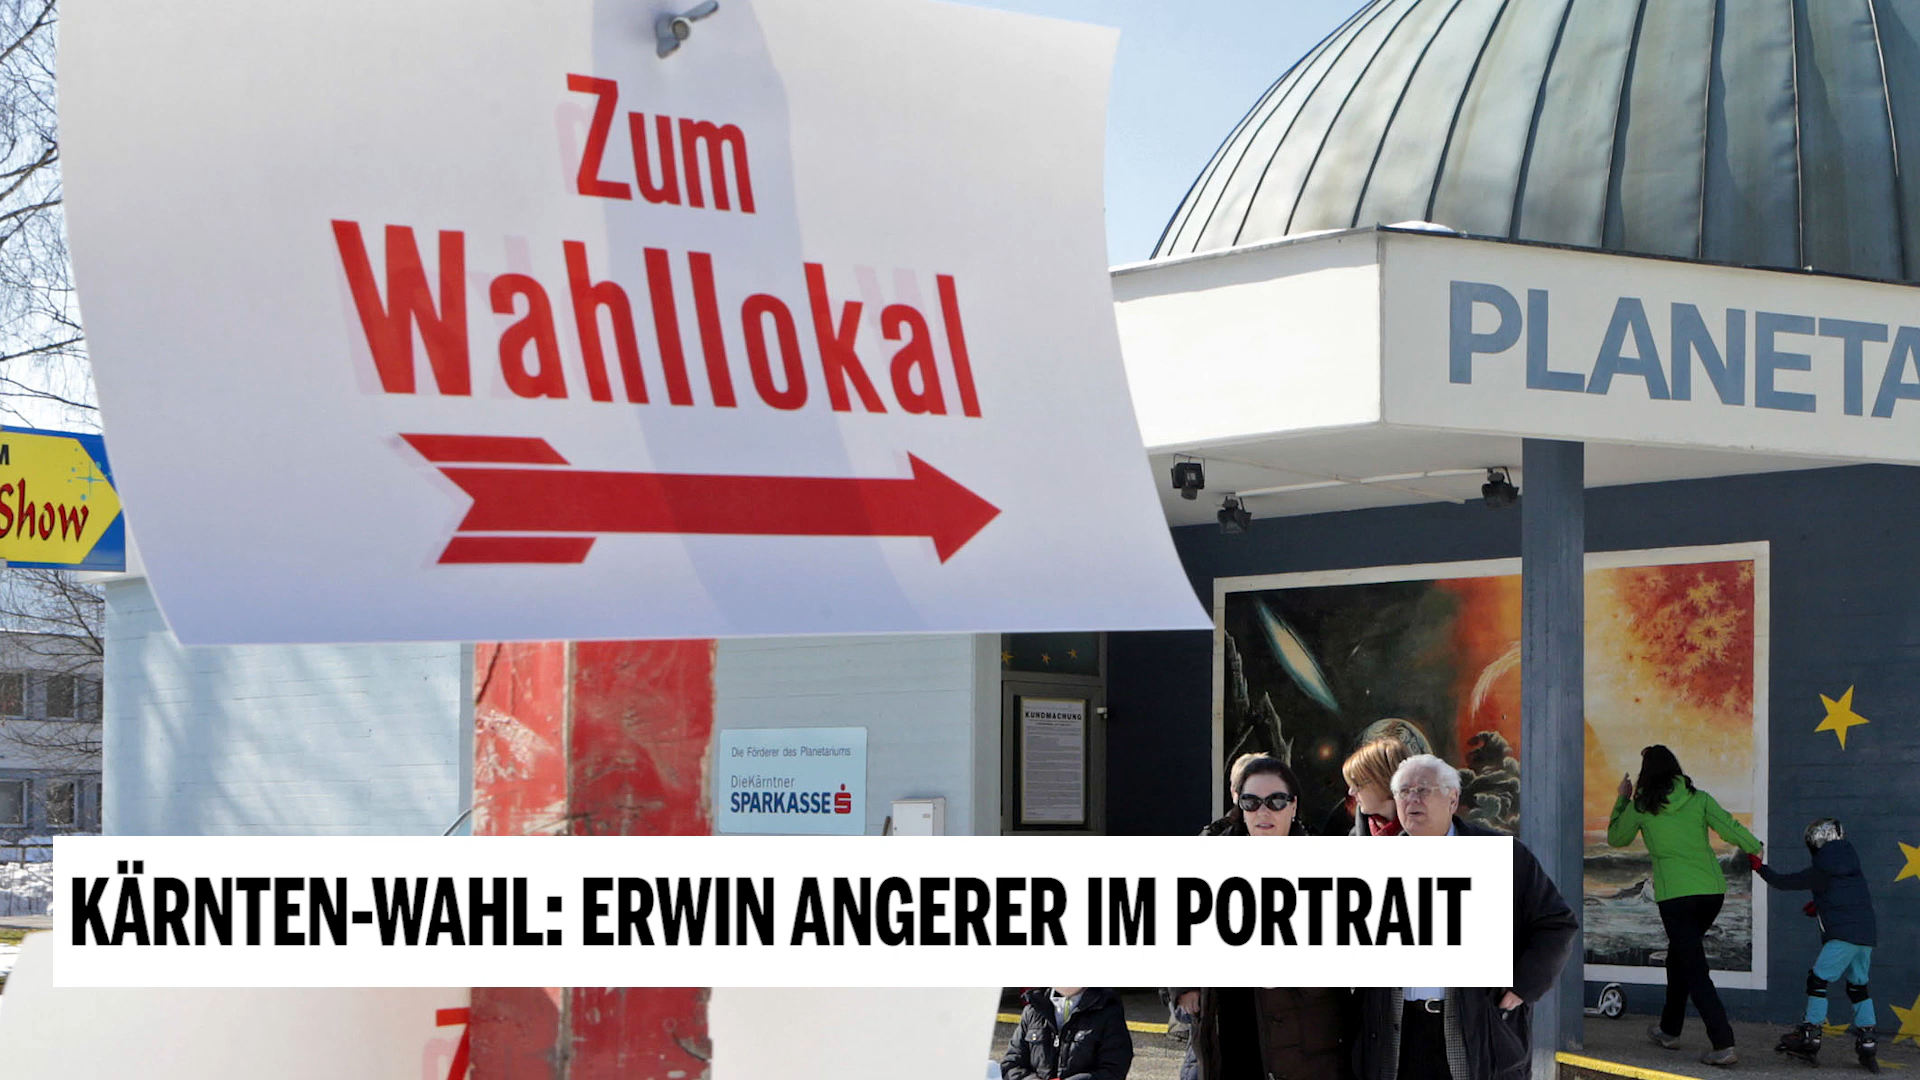 Zum
Wahllokal
PLANETA
M
Show
KUNDMACHUNG
Die Förderer des Planetariums
DieKärntner
SPARKASSE
KÄRNTEN-WAHL: ERWIN ANGERER IM PORTRAIT